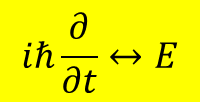 iℏ ∂/∂t ↔ E